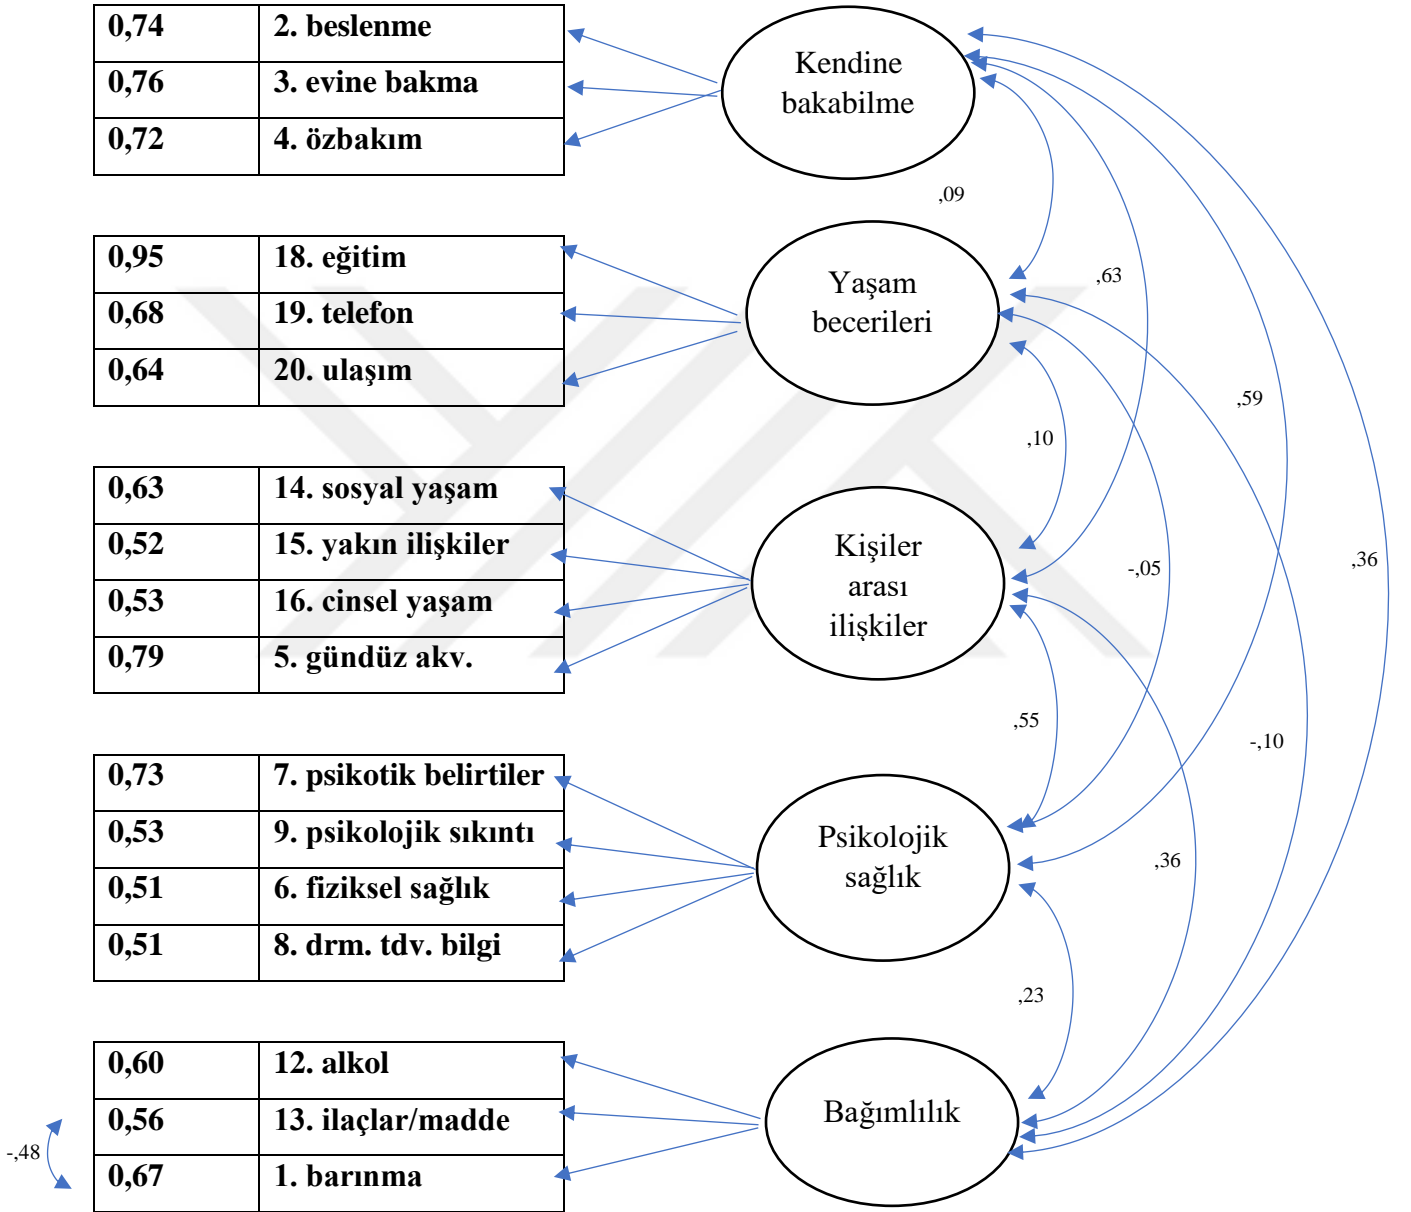 0,74 2. beslenme
0,76 3. evine bakma
0,72 4. özbakım
Kendine
bakabilme
,09
0,95 18. eğitim
0,68 19. telefon
0,64 20. ulaşım
Yaşam
becerileri
,63
,59
,10
0,63 14. sosyal yaşam
0,52 15. yakın ilişkiler
0,53 16. cinsel yaşam
0,79 5. gündüz akv.
Kişiler
arası
ilişkiler
-,05
,36
,55
-,10
0,73 7. psikotik belirtiler
0,53 9. psikolojik sıkıntı
0,51 6. fiziksel sağlık
0,51 8. drm. tdv. bilgi
Psikolojik
sağlık
,36
,23
0,60 12. alkol
0,56 13. ilaçlar/madde
0,67 1. barınma
Bağımlılık
-,48